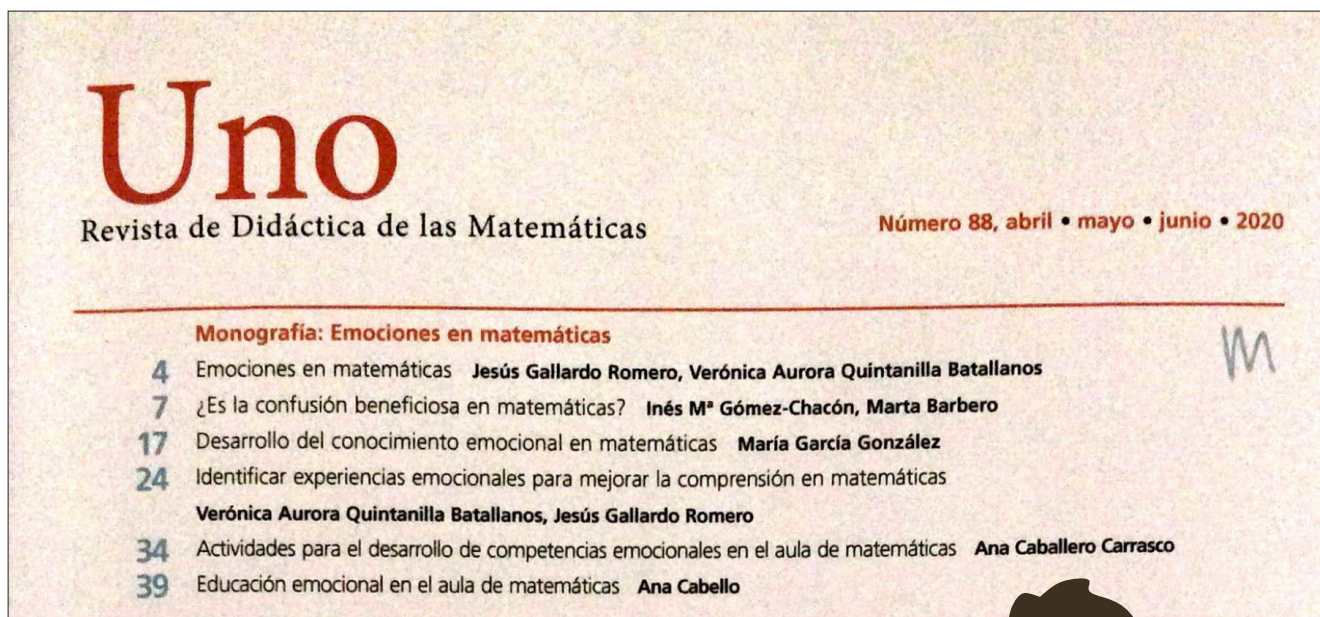 Uno
Revista de Didáctica de las Matemáticas
Número 88, abril • mayo • junio • 2020
Monografía: Emociones en matemáticas
4 Emociones en matemáticas Jesús Gallardo Romero, Verónica Aurora Quintanilla Batallanos
7 ¿Es la confusión beneficiosa en matemáticas? Inés Mª Gómez-Chacón, Marta Barbero
17 Desarrollo del conocimiento emocional en matemáticas María García González
24 Identificar experiencias emocionales para mejorar la comprensión en matemáticas
Verónica Aurora Quintanilla Batallanos, Jesús Gallardo Romero
34 Actividades para el desarrollo de competencias emocionales en el aula de matemáticas Ana Caballero Carrasco
39 Educación emocional en el aula de matemáticas Ana Cabello